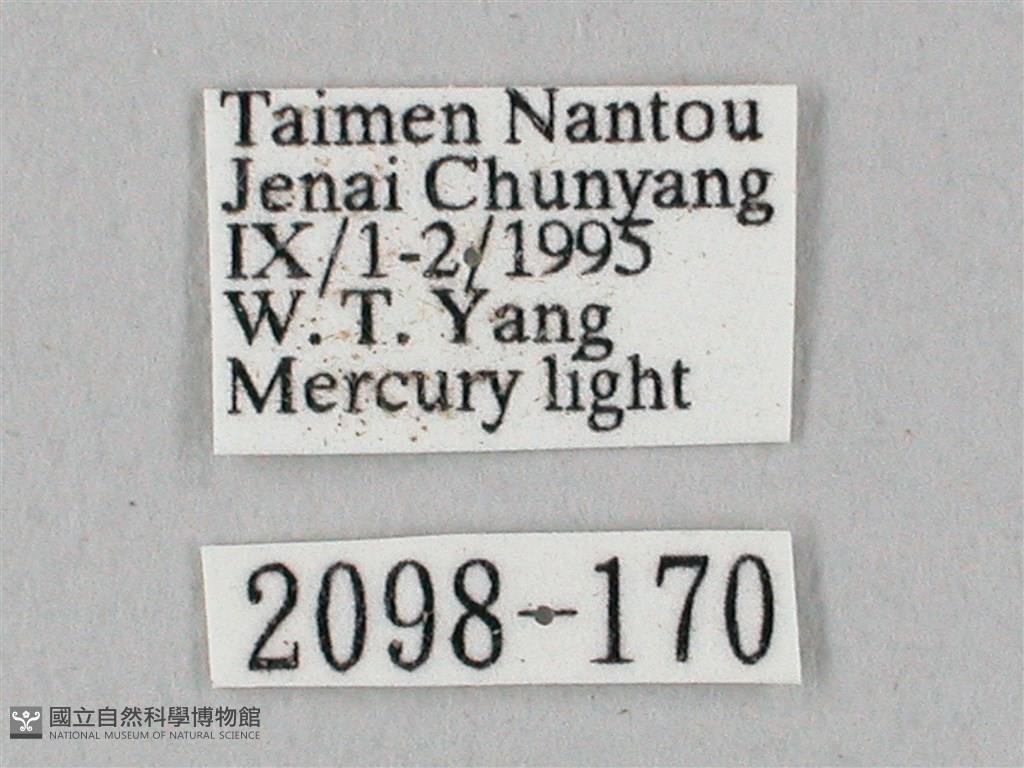 Taimen Nantou
Jenai Chunyang
IX/1-2/1995
W. T. Yang
Mercury light
2098-170
國立自然科學博物館
NATIONAL MUSEUM OF NATURAL SCIENCE